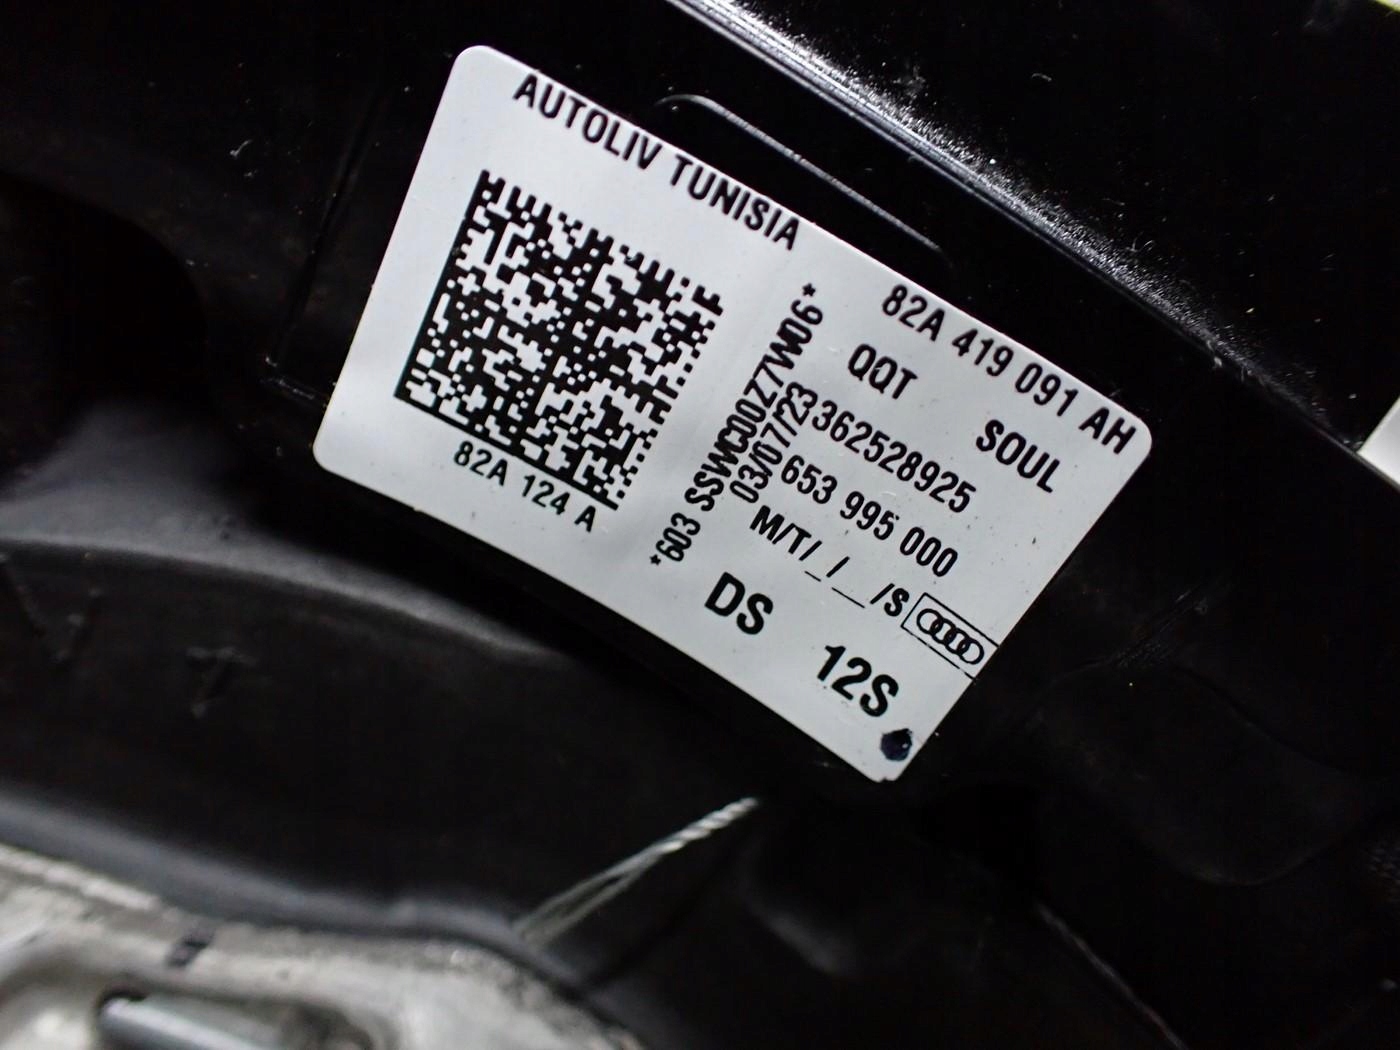 AUTOLIV TUNISIA
82A 419 091 AH
QQT SOUL
362528925
653 995 000
M/T/_/__/S
*603 SSWC00Z7VV06*
03/07/23
82A 124 A
DS 12S